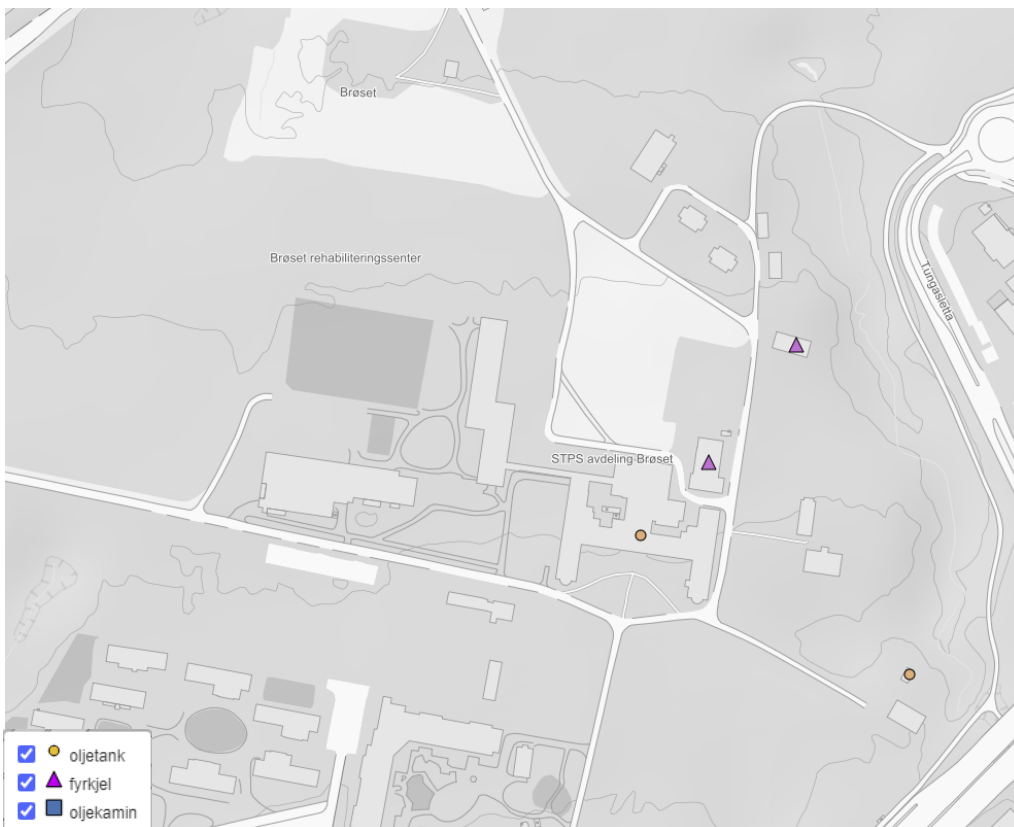 Brøset
Brøset rehabiliteringssenter
Tungasletta
STPS avdeling Brøset
oljetank
fyrkjel
oljekamin